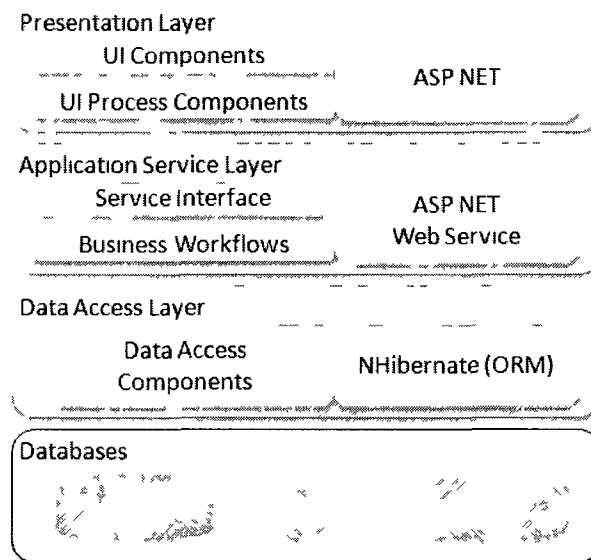 Presentation Layer
UI Components
UI Process Components
ASP NET
Application Service Layer
Service Interface
Business Workflows
ASP NET
Web Service
Data Access Layer
Data Access
Components
NHibernate (ORM)
Databases